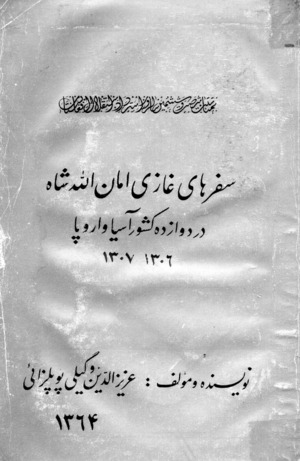 سفرهای غازی امان الله شاه
در دوازده کشور آسیا و اروپا
۱۳۰۶ ۱۳۰۷
نویسنده و مؤلف : عزیزالدین وکیلی پوپلزائی
۱۳۶۴